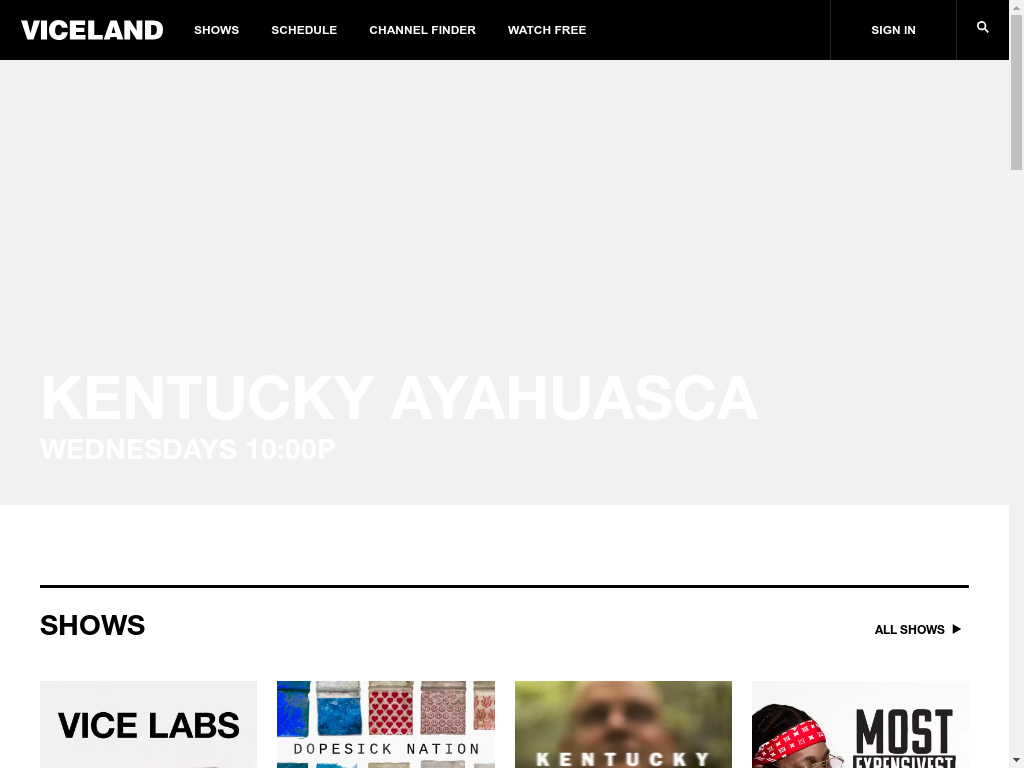 VICELAND SHOWS SCHEDULE CHANNEL FINDER WATCH FREE SIGN IN
KENTUCKY AYAHUASCA
WEDNESDAYS 10:00P
SHOWS
ALL SHOWS
VICE LABS
DOPESICK NATION
KENTUCKY
MOST
EXPENSIVEST